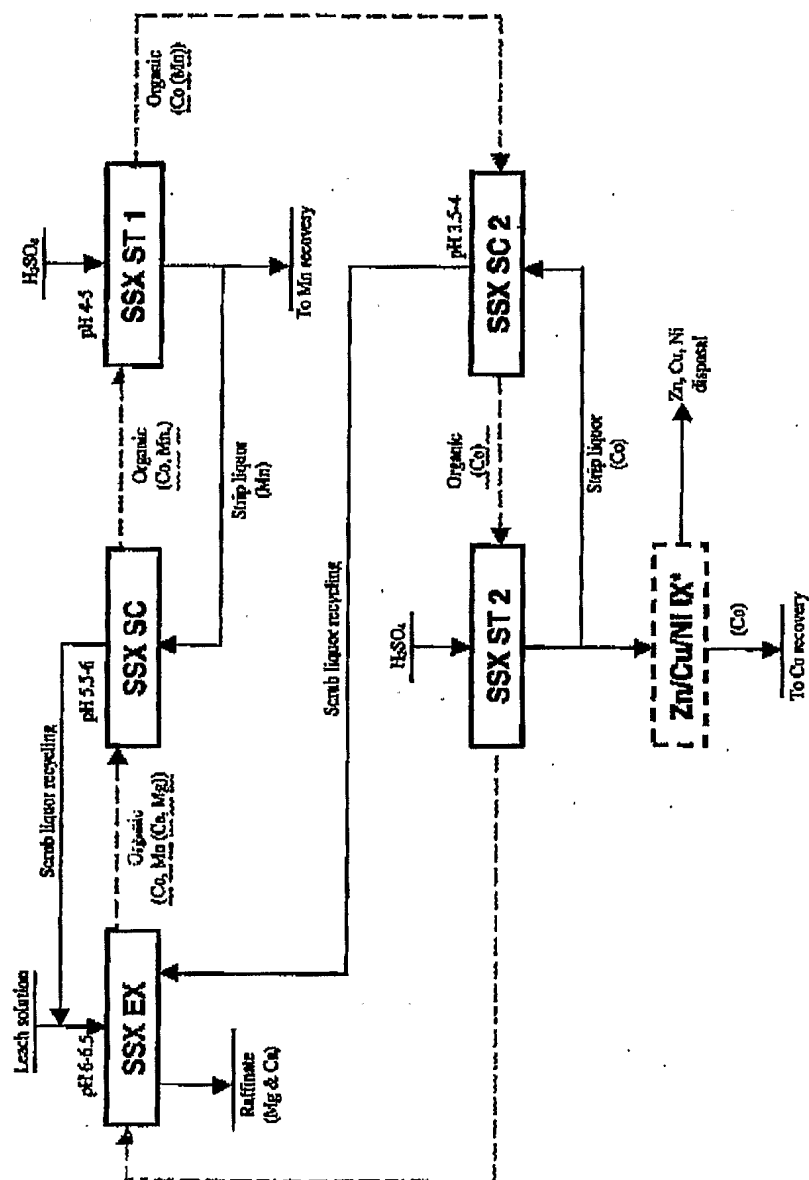 Leach solution
Scrub liquor recycling
H₂SO₄
pH 6-6.5
pH 5.5-6
pH 4-5
SSX EX
SSX SC
SSX ST 1
Organic
(Co, Mn (Ca, Mg))
Organic
(Co, Mn)
Organic
(Co (Mn))
Raffinate
(Mg & Ca)
Strip liquor
(Mn)
To Mn recovery
Scrub liquor recycling
H₂SO₄
pH 3.5-4
SSX ST 2
Organic
(Co)
SSX SC 2
Strip liquor
(Co)
Zn/Cu/Ni IX*
Zn, Cu, Ni
disposal
(Co)
To Cu recovery